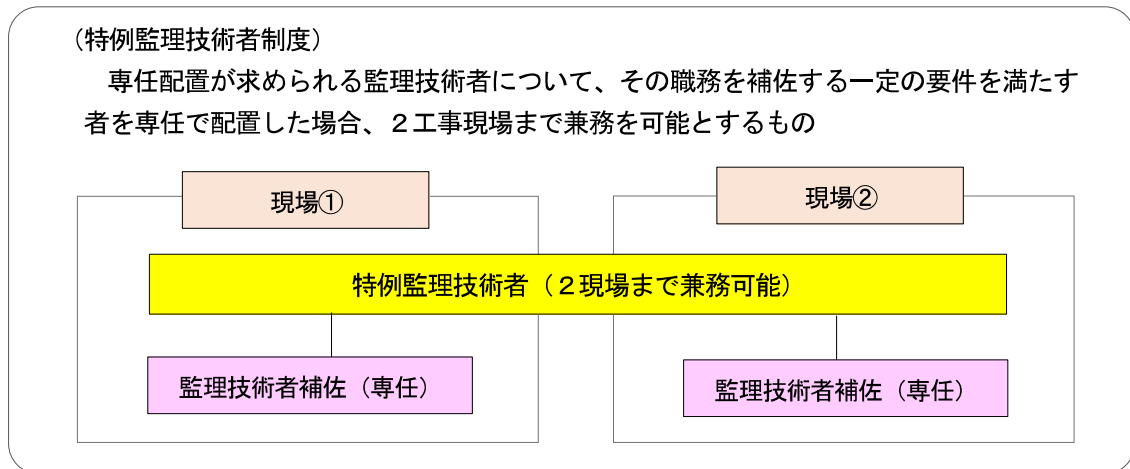 （特例監理技術者制度）
専任配置が求められる監理技術者について、その職務を補佐する一定の要件を満たす
者を専任で配置した場合、２工事現場まで兼務を可能とするもの
現場①
現場②
特例監理技術者（２現場まで兼務可能）
監理技術者補佐（専任）
監理技術者補佐（専任）